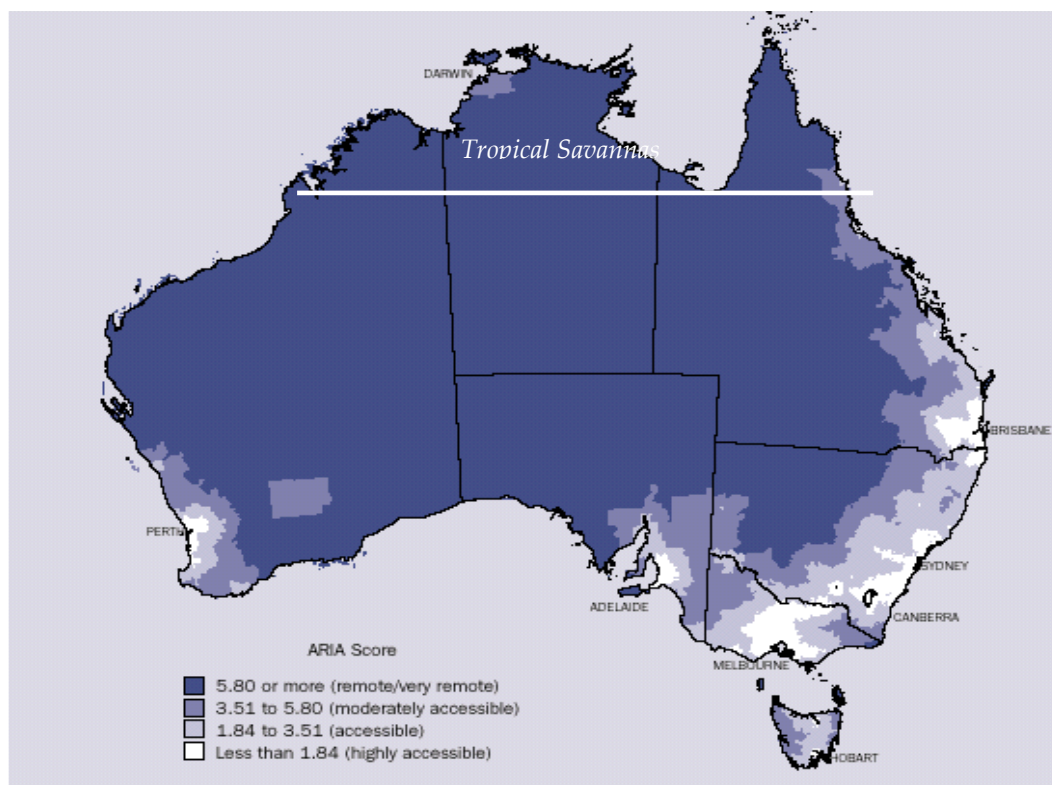 DARWIN
Tropical Savannas
BRISBANE
PERTH
SYDNEY
ADELAIDE
CANBERRA
ARIA Score
MELBOURNE
5.80 or more (remote/very remote)
3.51 to 5.80 (moderately accessible)
1.84 to 3.51 (accessible)
Less than 1.84 (highly accessible)
HOBART